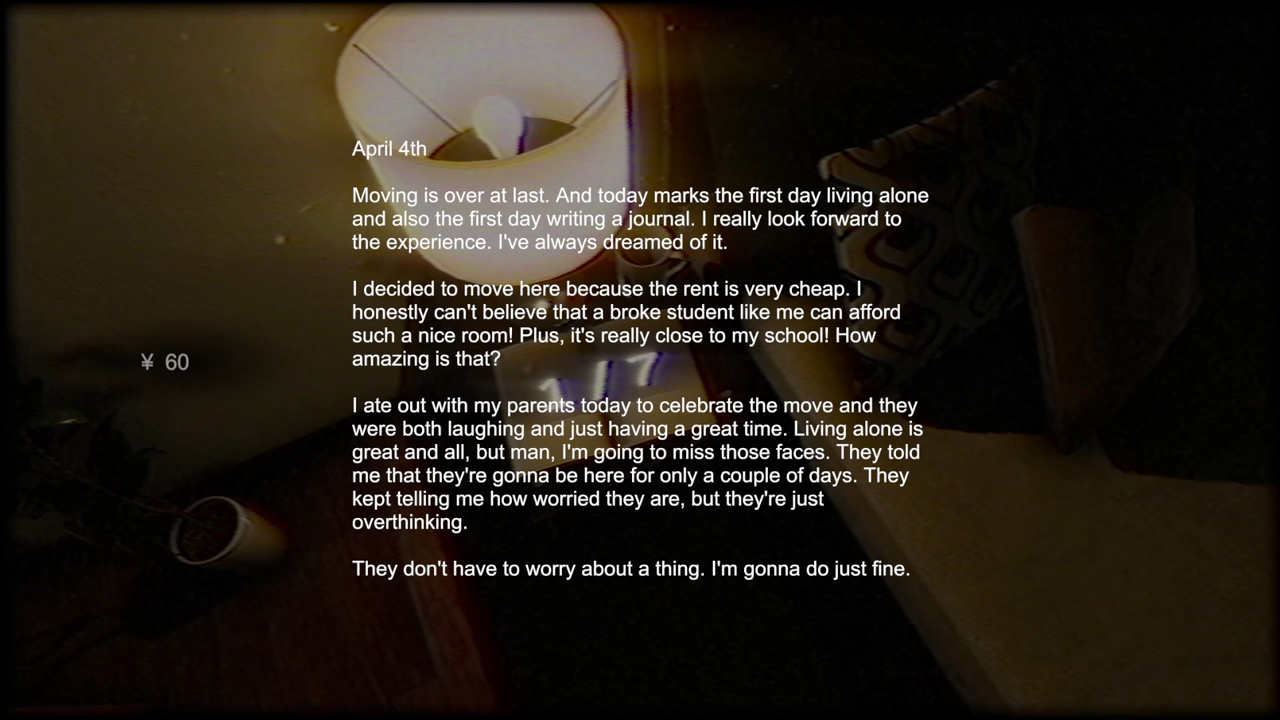 April 4th
Moving is over at last. And today marks the first day living alone
and also the first day writing a journal. I really look forward to
the experience. I've always dreamed of it.
I decided to move here because the rent is very cheap. I
honestly can't believe that a broke student like me can afford
such a nice room! Plus, it's really close to my school! How
amazing is that?
¥ 60
1/7
I ate out with my parents today to celebrate the move and they
were both laughing and just having a great time. Living alone is
great and all, but man, I'm going to miss those faces. They told
me that they're gonna be here for only a couple of days. They
kept telling me how worried they are, but they're just
overthinking.
They don't have to worry about a thing. I'm gonna do just fine.